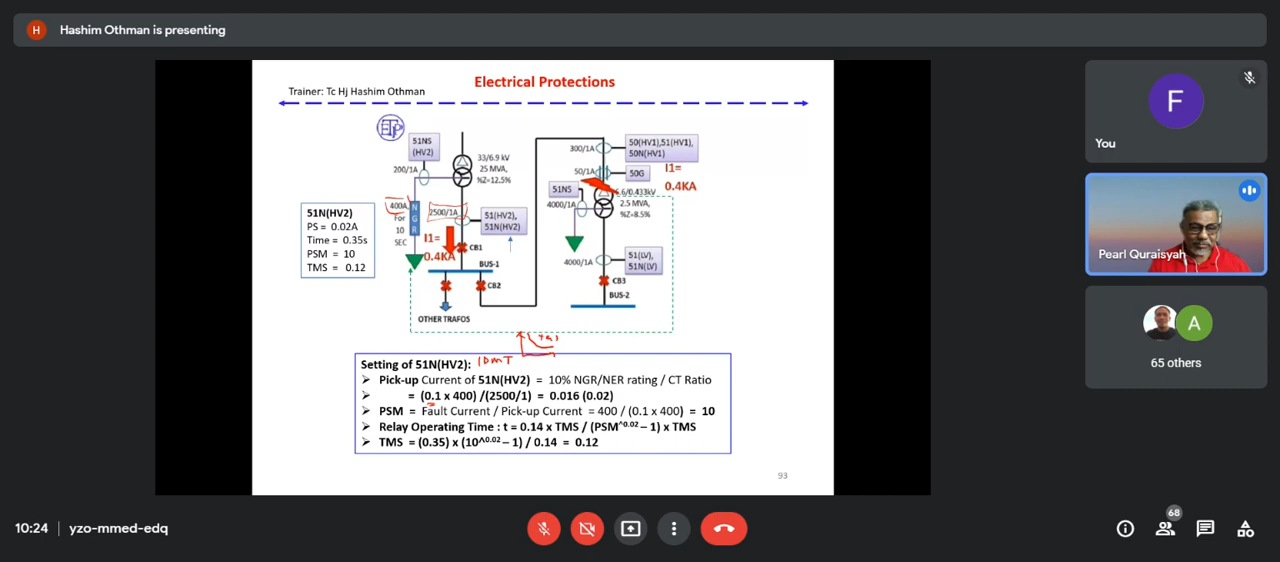 H
Hashim Othman is presenting
Electrical Protections
Trainer: Tc Hj Hashim Othman
ETP
51NS
(HV2)
200/1A
33/6.9 kV
25 MVA,
%Z=12.5%
400A
For
10
SEC
N
G
R
2500/1A
51(HV2),
51N(HV2)
I1=
0.4KA
CB1
BUS-1
CB2
OTHER TRAFOS
51N(HV2)
PS = 0.02A
Time = 0.35s
PSM = 10
TMS = 0.12
300/1A
50(HV1),51(HV1),
50N(HV1)
50/1A
50G
I1=
0.4KA
51NS
4000/1A
6.6/0.433kV
2.5 MVA,
%Z=8.5%
4000/1A
51(LV),
51N(LV)
CB3
BUS-2
Setting of 51N(HV2): IDMT
➤ Pick-up Current of 51N(HV2) = 10% NGR/NER rating / CT Ratio
➤ = (0.1 x 400) /(2500/1) = 0.016 (0.02)
➤ PSM = Fault Current / Pick-up Current = 400 / (0.1 x 400) = 10
➤ Relay Operating Time : t = 0.14 x TMS / (PSM^0.02 – 1) x TMS
➤ TMS = (0.35) x (10^0.02 – 1) / 0.14 = 0.12
93
F
You
Pearl Quraisyah
A
65 others
10:24 | yzo-mmed-edq
68